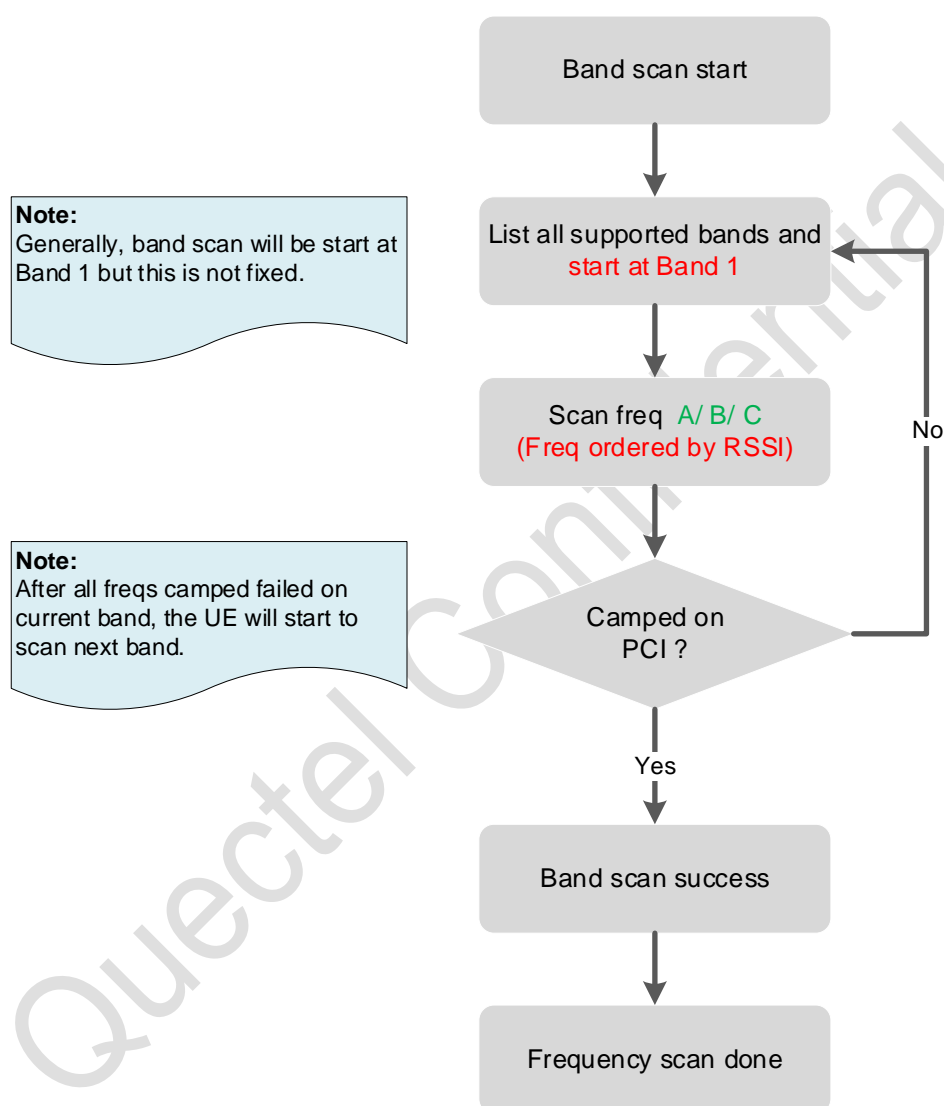 Band scan start
Note:
Generally, band scan will be start at
Band 1 but this is not fixed.
List all supported bands and
start at Band 1
Scan freq A/ B/ C
(Freq ordered by RSSI)
No
Note:
After all freqs camped failed on
current band, the UE will start to
scan next band.
Camped on
PCI ?
Yes
Band scan success
Frequency scan done
Quectel Confidential